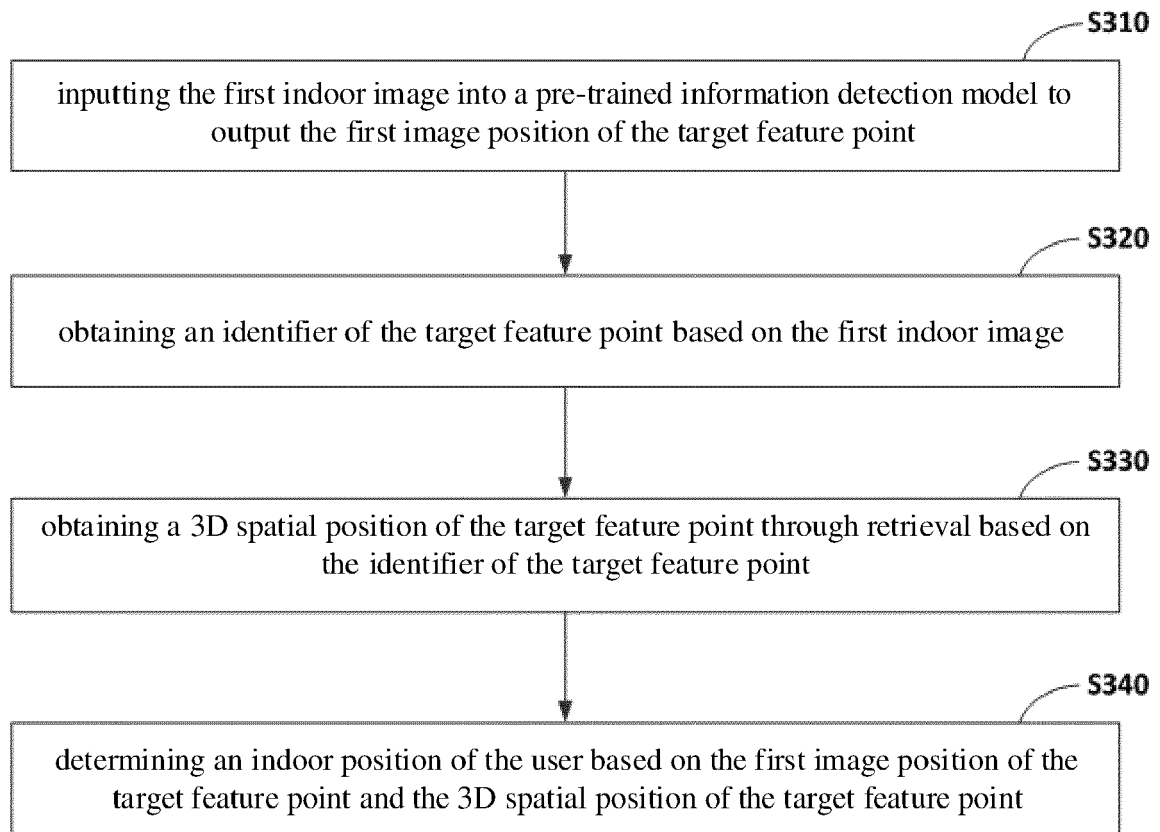 S310
inputting the first indoor image into a pre-trained information detection model to
output the first image position of the target feature point
S320
obtaining an identifier of the target feature point based on the first indoor image
S330
obtaining a 3D spatial position of the target feature point through retrieval based on
the identifier of the target feature point
S340
determining an indoor position of the user based on the first image position of the
target feature point and the 3D spatial position of the target feature point